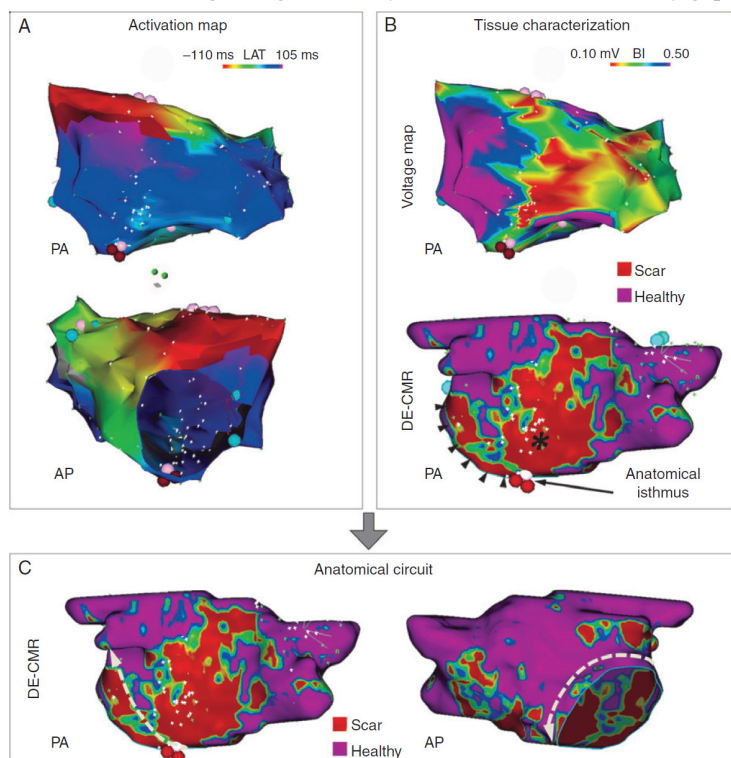 A Activation map
–110 ms LAT 105 ms
PA
AP
B Tissue characterization
0.10 mV BI 0.50
Voltage map
PA
Scar
Healthy
DE-CMR
*
PA
Anatomical
isthmus
C Anatomical circuit
DE-CMR
PA
Scar
Healthy
AP